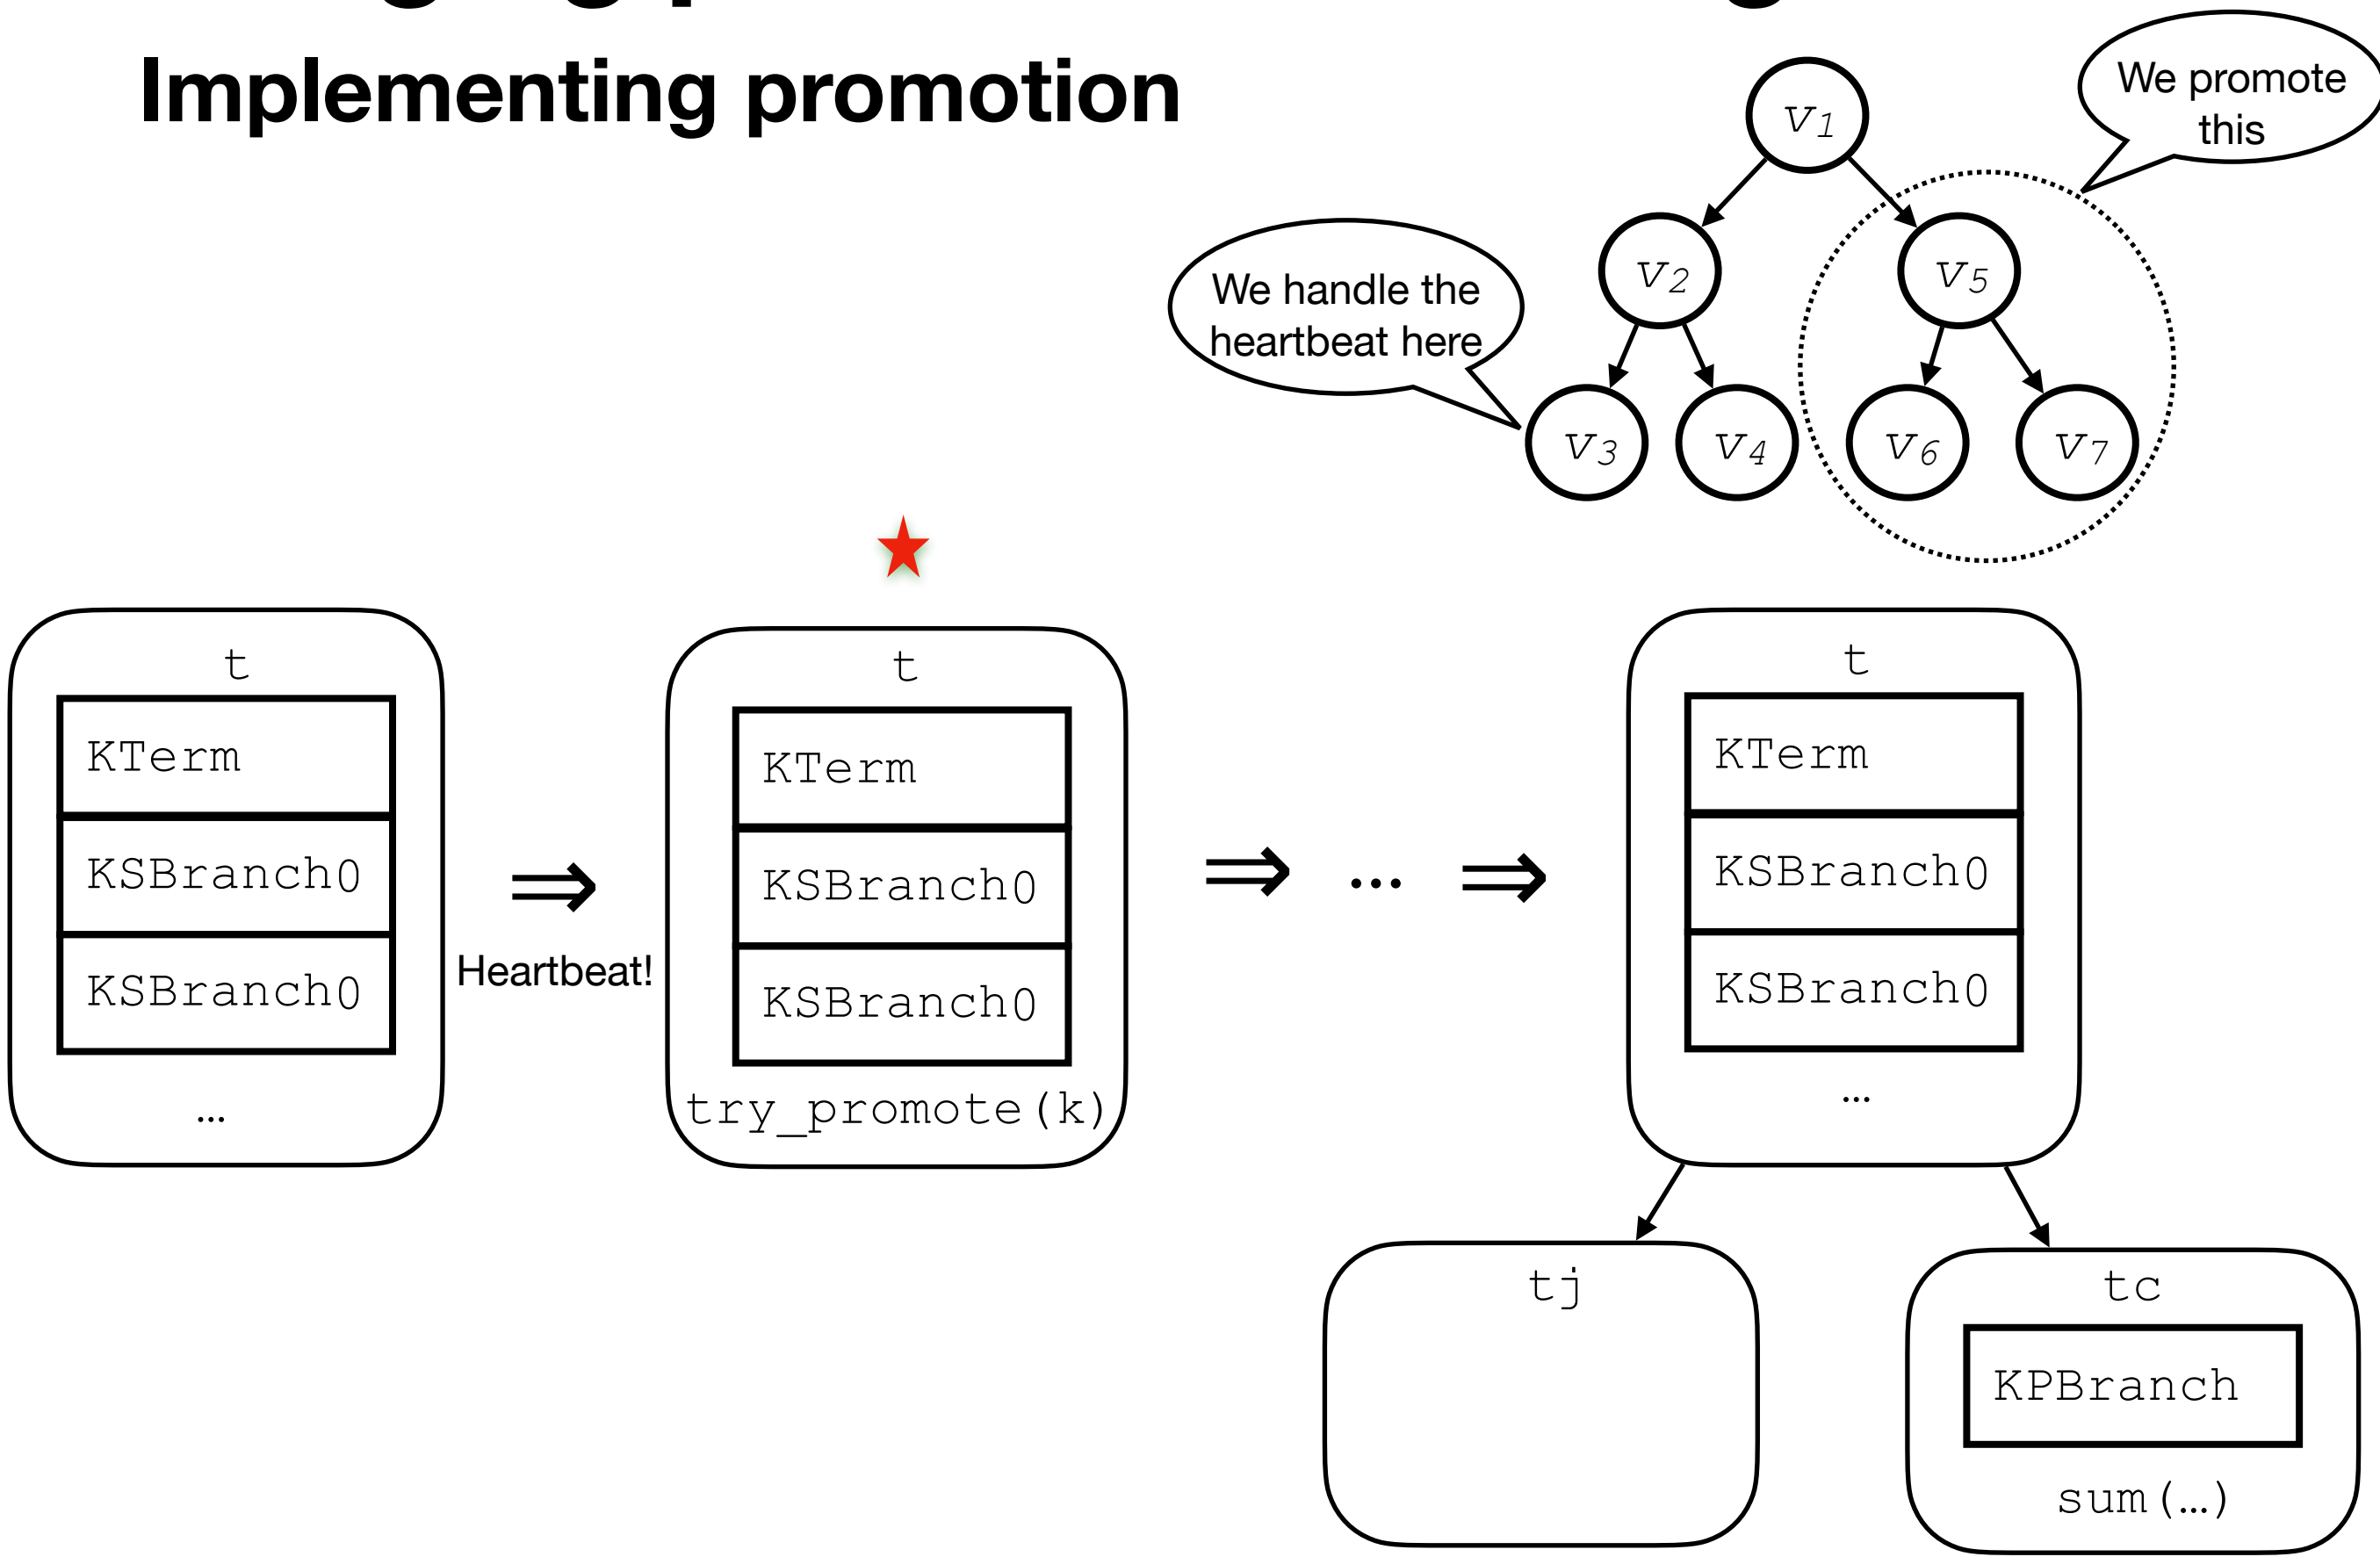 Implementing promotion
We promote
this
v1
v2
v5
We handle the
heartbeat here
v3
v4
v6
v7
t
KTerm
KSBranch0
KSBranch0
…
⇒
Heartbeat!
t
KTerm
KSBranch0
KSBranch0
try_promote(k)
⇒ … ⇒
t
KTerm
KSBranch0
KSBranch0
…
tj
tc
KPBranch
sum(…)